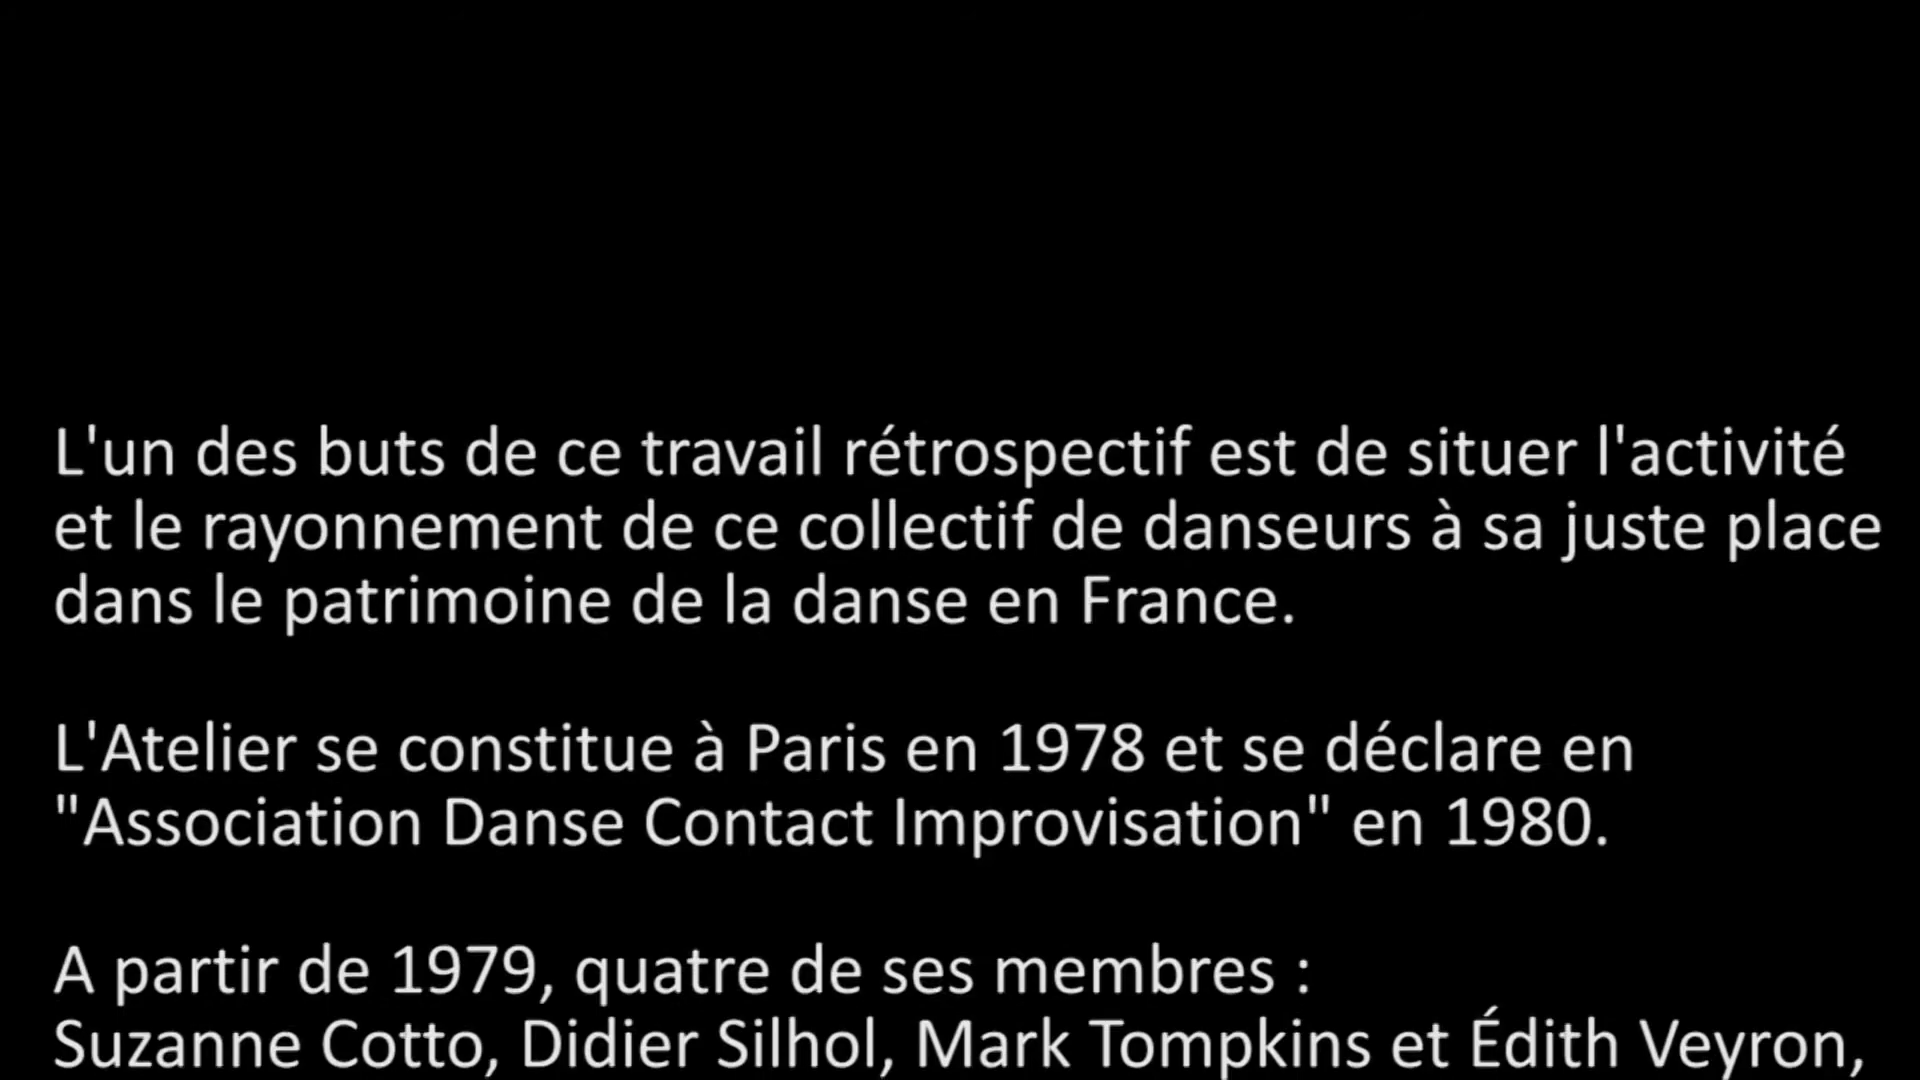 L'un des buts de ce travail rétrospectif est de situer l'activité
et le rayonnement de ce collectif de danseurs à sa juste place
dans le patrimoine de la danse en France.
L'Atelier se constitue à Paris en 1978 et se déclare en
"Association Danse Contact Improvisation" en 1980.
A partir de 1979, quatre de ses membres :
Suzanne Cotto, Didier Silhol, Mark Tompkins et Édith Veyron,